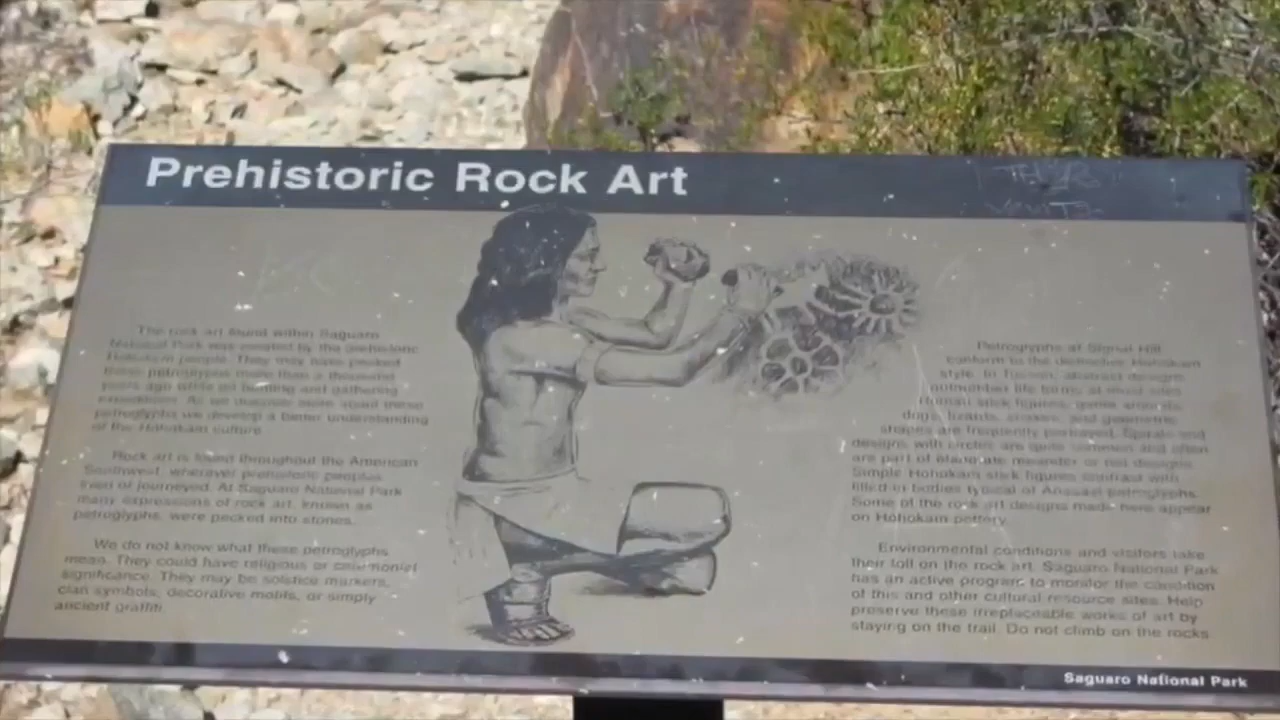 Prehistoric Rock Art
The rock art found within Saguaro
National Park was created by the prehistoric
Hohokam people. They may have pecked
these petroglyphs more than a thousand
years ago while on hunting and gathering
expeditions. As we discover more about these
petroglyphs we develop a better understanding
of the Hohokam culture.
Rock art is found throughout the American
Southwest, wherever prehistoric peoples
lived or journeyed. At Saguaro National Park
many expressions of rock art, known as
petroglyphs, were pecked into stones.
We do not know what these petroglyphs
mean. They could have religious or ceremonial
significance. They may be solstice markers,
clan symbols, decorative motifs, or simply
ancient graffiti.
Petroglyphs at Signal Hill
conform to the distinctive Hohokam
style. In Tucson, abstract designs
outnumber life forms at most sites.
Human stick figures, game animals,
dogs, lizards, snakes, and geometric
shapes are frequently portrayed. Spirals and
designs with circles are quite common and often
are part of elaborate meander or net designs.
Simple Hohokam stick figures contrast with
filled-in bodies typical of Anasazi petroglyphs.
Some of the rock art designs made here appear
on Hohokam pottery.
Environmental conditions and visitors take
their toll on the rock art. Saguaro National Park
has an active program to monitor the condition
of this and other cultural resource sites. Help
preserve these irreplaceable works of art by
staying on the trail. Do not climb on the rocks.
Saguaro National Park